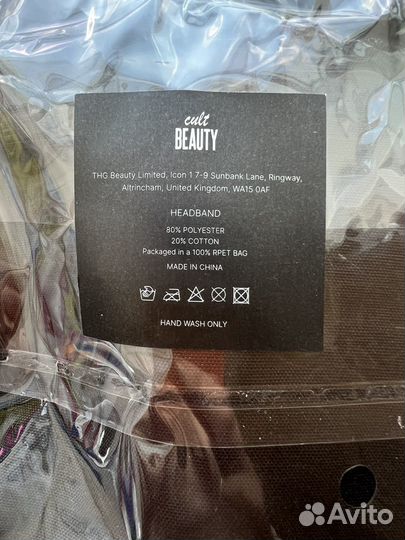 cult
BEAUTY
THG Beauty Limited, Icon 1 7-9 Sunbank Lane, Ringway,
Altrincham, United Kingdom, WA15 0AF
HEADBAND
80% POLYESTER
20% COTTON
Packaged in a 100% RPET BAG
MADE IN CHINA
HAND WASH ONLY
Avito